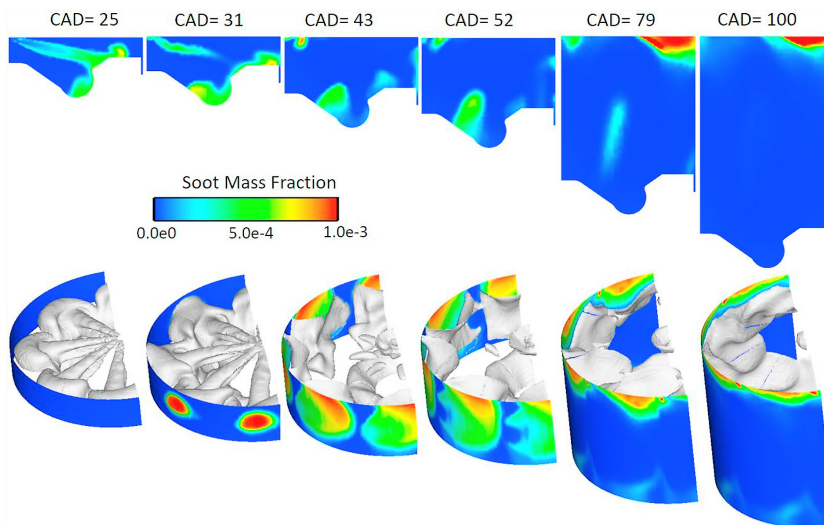 CAD= 25 CAD= 31 CAD= 43 CAD= 52 CAD= 79 CAD= 100
Soot Mass Fraction
0.0e0 5.0e-4 1.0e-3